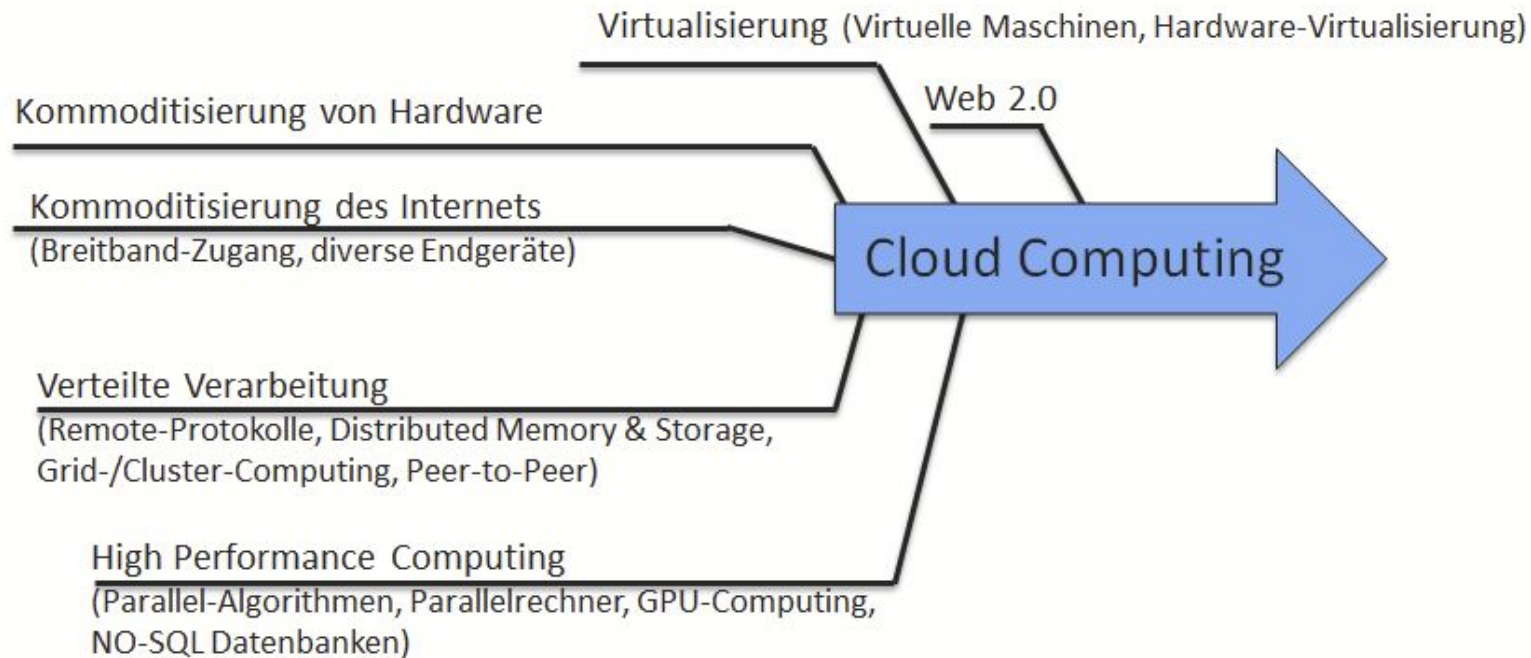 Virtualisierung (Virtuelle Maschinen, Hardware-Virtualisierung)
Web 2.0
Kommoditisierung von Hardware
Kommoditisierung des Internets
(Breitband-Zugang, diverse Endgeräte)
Cloud Computing
Verteilte Verarbeitung
(Remote-Protokolle, Distributed Memory & Storage,
Grid-/Cluster-Computing, Peer-to-Peer)
High Performance Computing
(Parallel-Algorithmen, Parallelrechner, GPU-Computing,
NO-SQL Datenbanken)